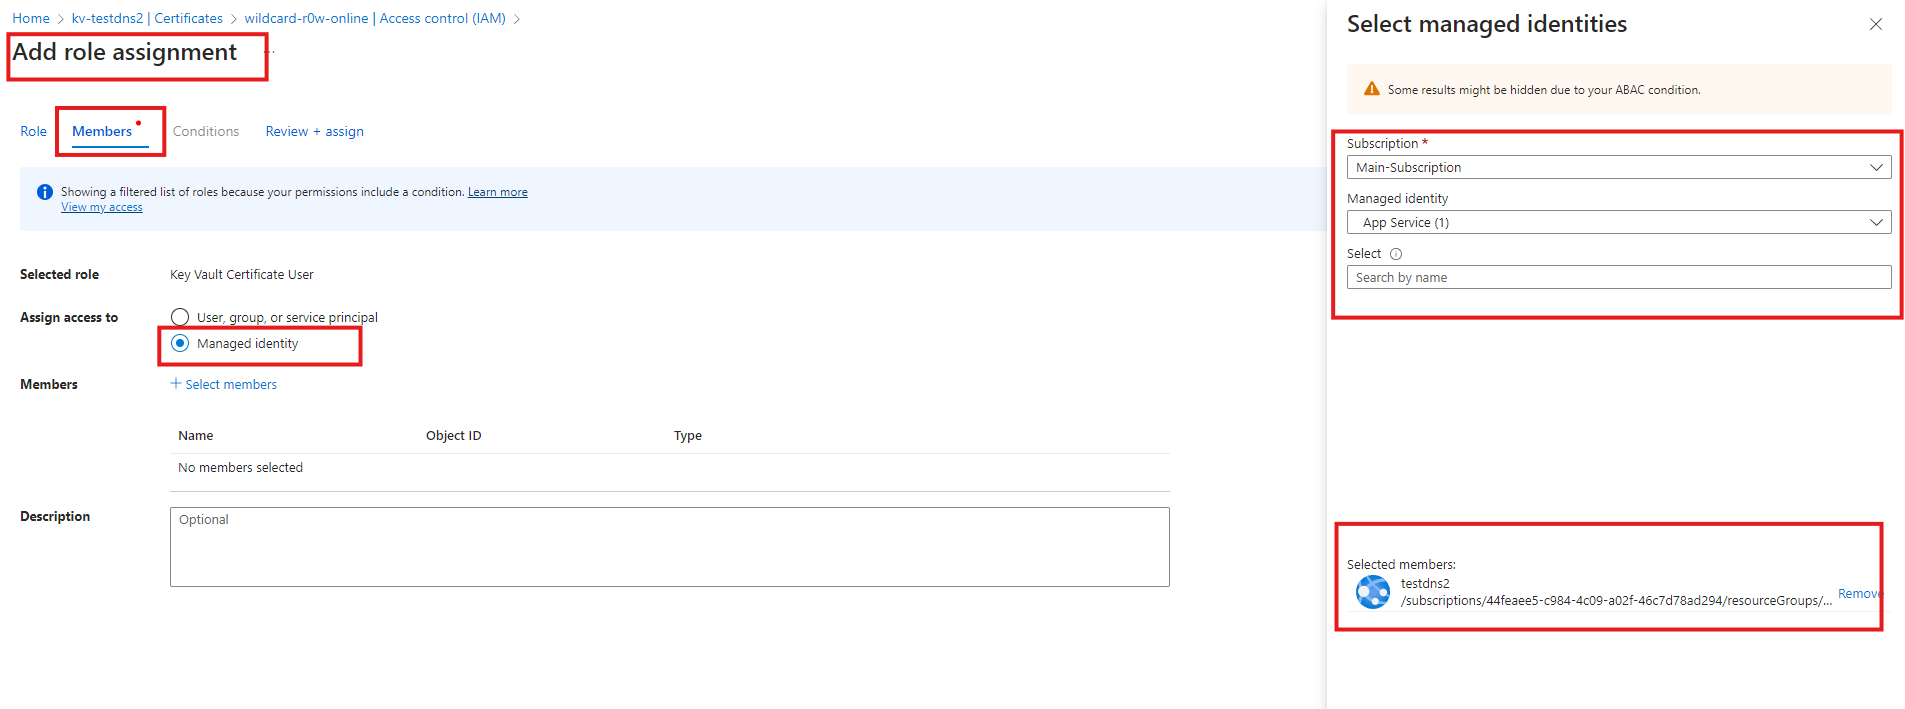 Home > kv-testdns2 | Certificates > wildcard-r0w-online | Access control (IAM) >
Add role assignment ...
Role Members Conditions Review + assign
Showing a filtered list of roles because your permissions include a condition. Learn more
View my access
Selected role Key Vault Certificate User
Assign access to User, group, or service principal
Managed identity
Members + Select members
Name Object ID Type
No members selected
Description Optional
Select managed identities
Some results might be hidden due to your ABAC condition.
Subscription *
Main-Subscription
Managed identity
App Service (1)
Select
Search by name
Selected members:
testdns2
/subscriptions/44feaee5-c984-4c09-a02f-46c7d78ad294/resourceGroups/... Remove